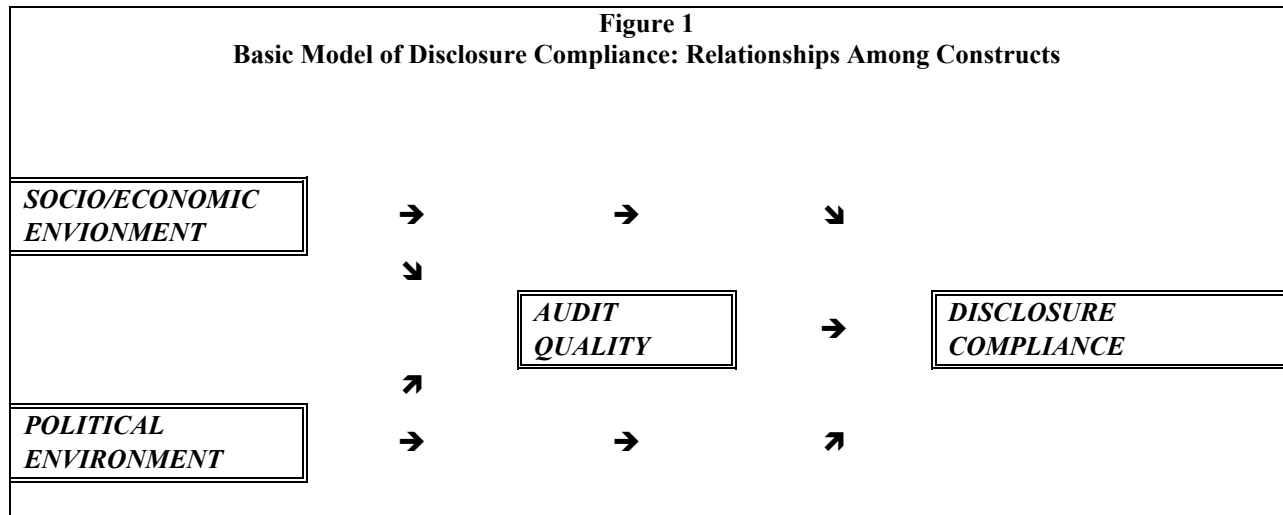 Figure 1
Basic Model of Disclosure Compliance: Relationships Among Constructs
SOCIO/ECONOMIC
ENVIONMENT
➔ ➔ ➘
➘
AUDIT
QUALITY
➔
DISCLOSURE
COMPLIANCE
➚
POLITICAL
ENVIRONMENT
➔ ➔ ➚